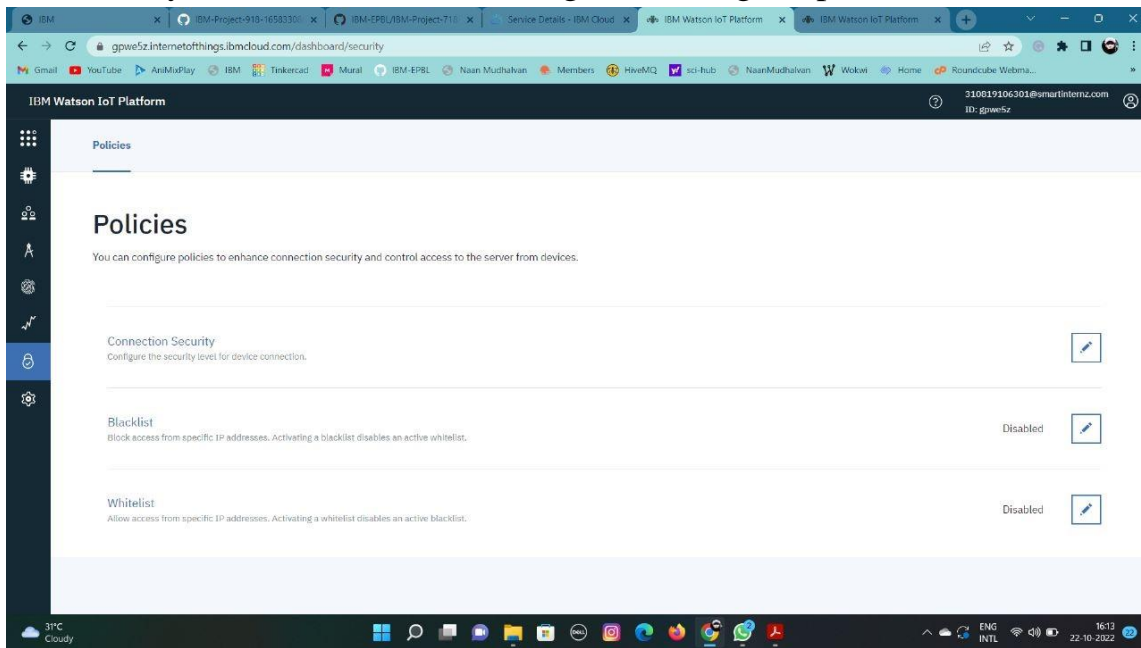 IBM
IBM-Project-918-16583308
IBM-EPBL/IBM-Project-718
Service Details - IBM Cloud
IBM Watson IoT Platform
IBM Watson IoT Platform
gpwe5z.internetofthings.ibmcloud.com/dashboard/security
Gmail
YouTube
AniMixPlay
IBM
Tinkercad
Mural
IBM-EPBL
Naan Mudhalvan
Members
HiveMQ
sci-hub
NaanMudhalvan
Wokwi
Home
Roundcube Webma...
IBM Watson IoT Platform
310819106301@smartinternz.com
ID: gpwe5z
Policies
Policies
You can configure policies to enhance connection security and control access to the server from devices.
Connection Security
Configure the security level for device connection.
Blacklist
Block access from specific IP addresses. Activating a blacklist disables an active whitelist.
Disabled
Whitelist
Allow access from specific IP addresses. Activating a whitelist disables an active blacklist.
Disabled
31°C
Cloudy
ENG
INTL
16:13
22-10-2022
22